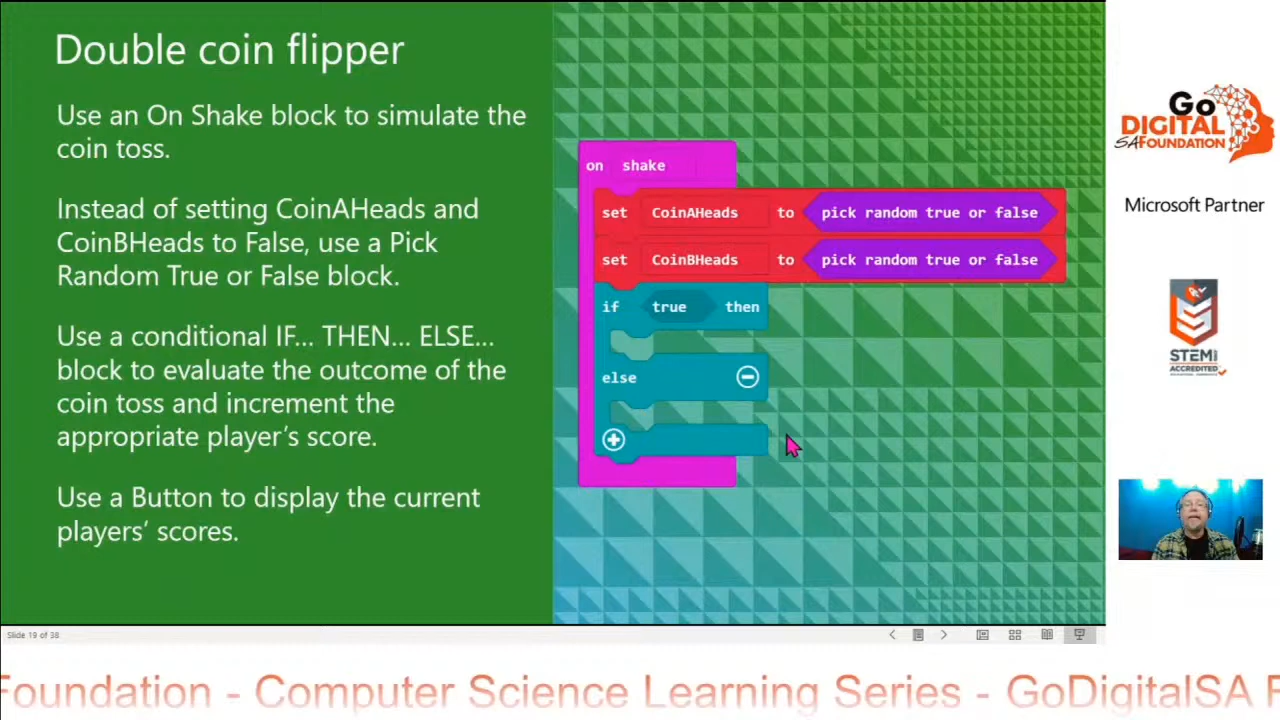 Double coin flipper
Use an On Shake block to simulate the
coin toss.
Instead of setting CoinAHeads and
CoinBHeads to False, use a Pick
Random True or False block.
Use a conditional IF... THEN... ELSE...
block to evaluate the outcome of the
coin toss and increment the
appropriate player's score.
Use a Button to display the current
players' scores.
on shake
set CoinAHeads to pick random true or false
set CoinBHeads to pick random true or false
if true then
else
Go
DIGITAL
SAFOUNDATION
Microsoft Partner
STEM
ACCREDITED
Slide 19 of 38
Foundation - Computer Science Learning Series - GoDigitalSA F